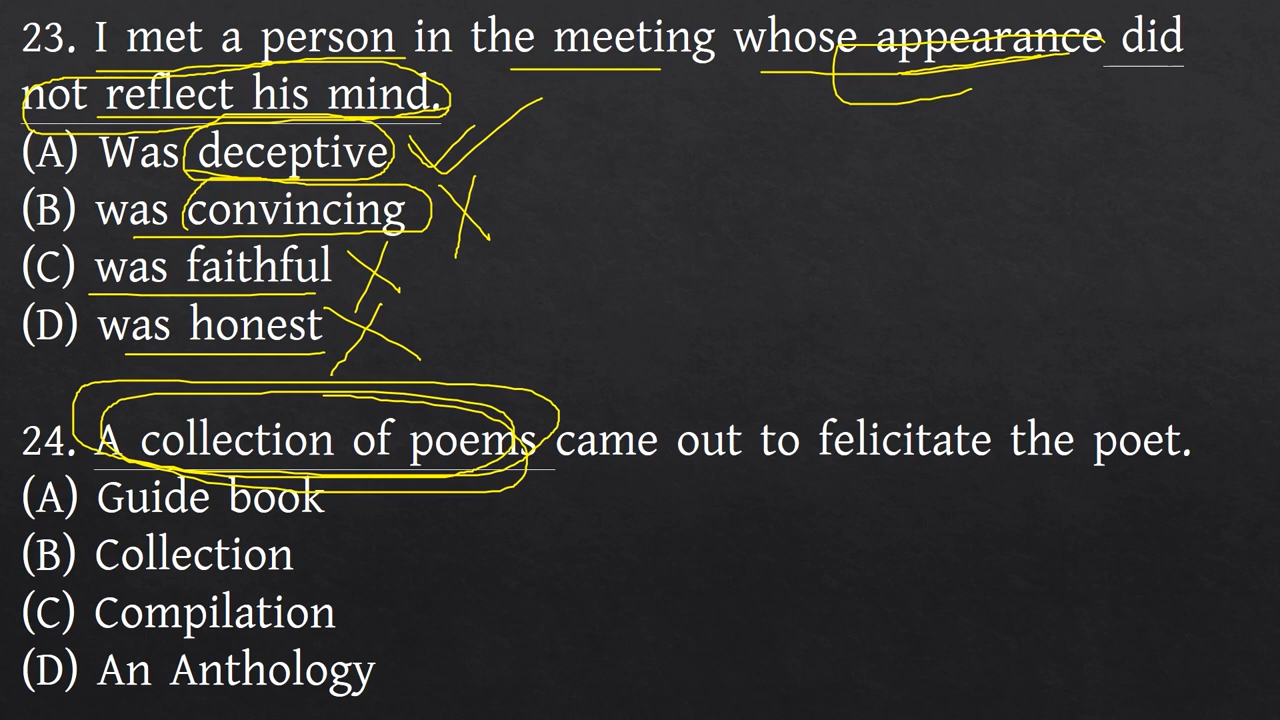 23. I met a person in the meeting whose appearance did
not reflect his mind.
(A) Was deceptive
(B) was convincing
(C) was faithful
(D) was honest
24. A collection of poems came out to felicitate the poet.
(A) Guide book
(B) Collection
(C) Compilation
(D) An Anthology